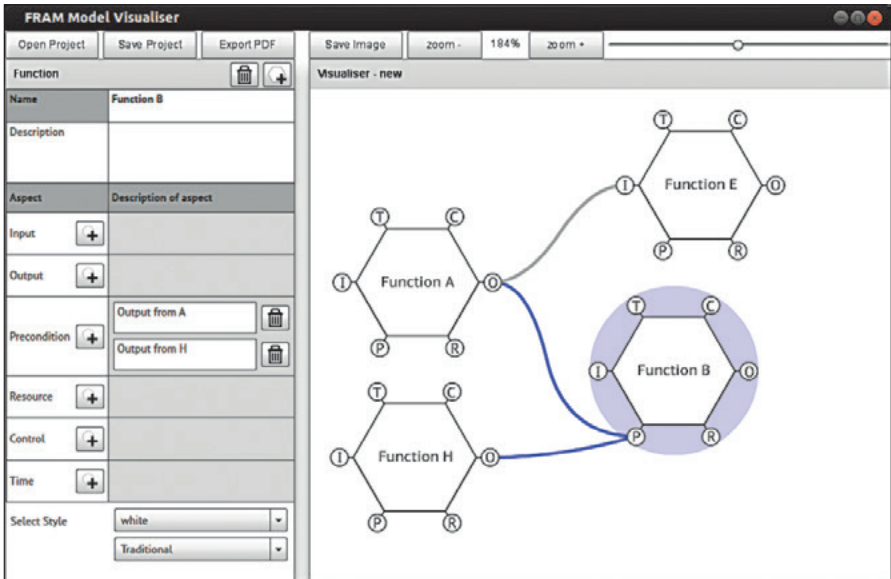 FRAM Model Visualiser
Open Project Save Project Export PDF Save Image zoom - 184% zoom +
Function
Visualiser - new
Name Function B
Description
Aspect Description of aspect
Input
Output
Precondition
Output from A
Output from H
Resource
Control
Time
Select Style
white
Traditional
T C
I Function E O
P R
T C
I Function A O
P R
T C
I Function B O
P R
T C
I Function H O
P R